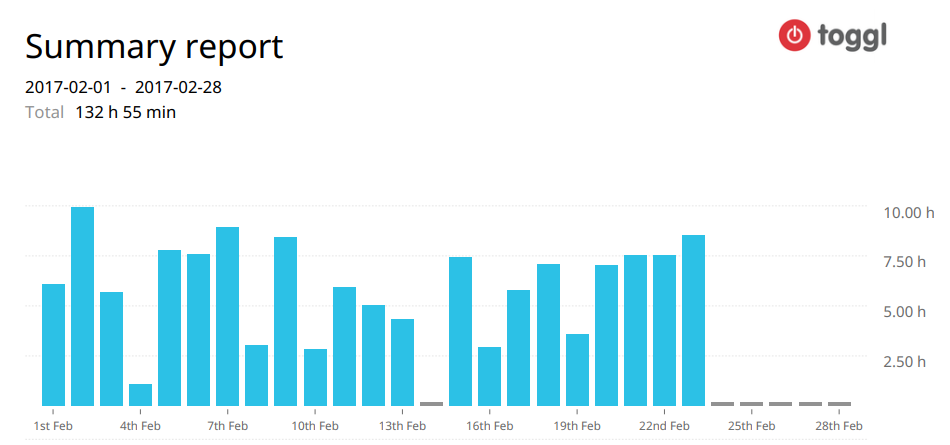 Summary report
toggl
2017-02-01 - 2017-02-28
Total 132 h 55 min
10.00 h
7.50 h
5.00 h
2.50 h
1st Feb 4th Feb 7th Feb 10th Feb 13th Feb 16th Feb 19th Feb 22nd Feb 25th Feb 28th Feb